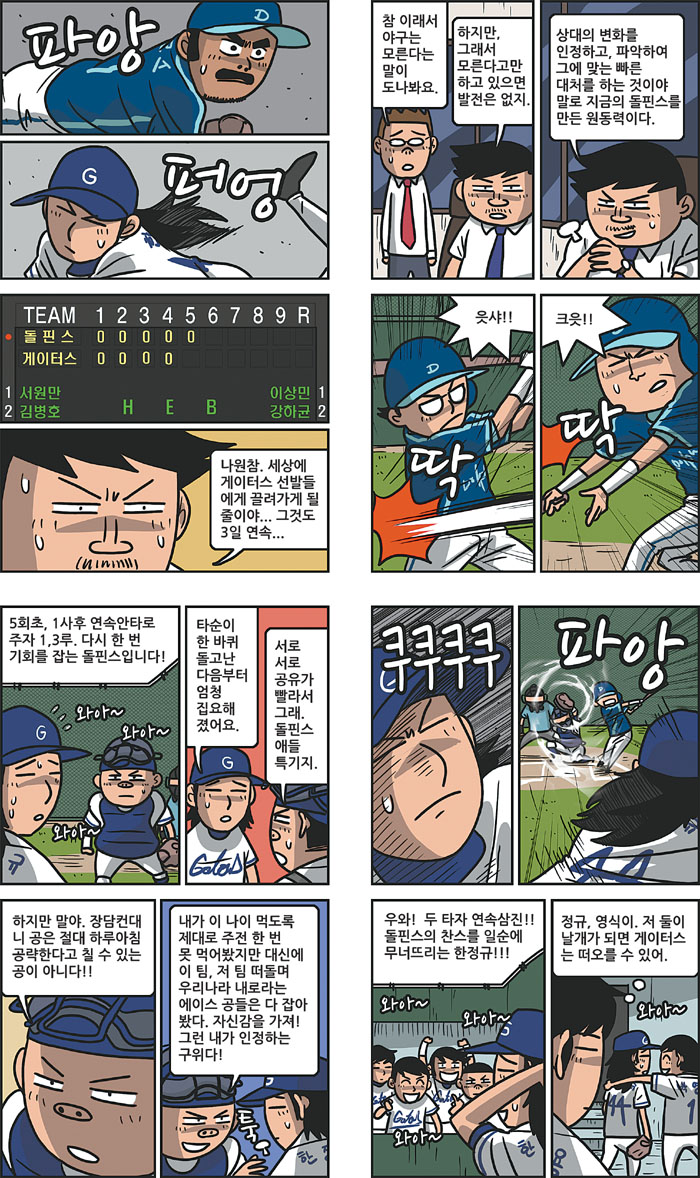 파앙
D
G
퍼엉
TEAM 1 2 3 4 5 6 7 8 9 R
돌핀스 0 0 0 0 0
게이터스 0 0 0 0
1 서원만 이상민 1
2 김병호 H E B 강하균 2
나원참. 세상에
게이터스 선발들
에게 끌려가게 될
줄이야... 그것도
3일 연속...
참 이래서
야구는
모른다는
말이
도나봐요.
하지만,
그래서
모른다고만
하고 있으면
발전은 없지.
상대의 변화를
인정하고, 파악하여
그에 맞는 빠른
대처를 하는 것이야
말로 지금의 돌핀스를
만든 원동력이다.
읏샤!!
D
딱
크읏!!
딱
5회초, 1사후 연속안타로
주자 1,3루. 다시 한 번
기회를 잡는 돌핀스입니다!
와아~
와아~
G
와아~
규
타순이
한 바퀴
돌고난
다음부터
엄청
집요해
졌어요.
서로
서로
공유가
빨라서
그래.
돌핀스
애들
특기지.
G
Gators
하지만 말야. 장담컨대
니 공은 절대 하루아침
공략한다고 칠 수 있는
공이 아니다!!
내가 이 나이 먹도록
제대로 주전 한 번
못 먹어봤지만 대신에
이 팀, 저 팀 떠돌며
우리나라 내로라는
에이스 공들은 다 잡아
봤다. 자신감을 가져!
그런 내가 인정하는
구위다!
툭
한정
쿠쿠쿠쿠
파앙
44
우와! 두 타자 연속삼진!!
돌핀스의 찬스를 일순에
무너뜨리는 한정규!!!
와아~
와아~
G
Gators
와아~
정규, 영식이. 저 둘이
날개가 되면 게이터스
는 떠오를 수 있어.
와아~
44